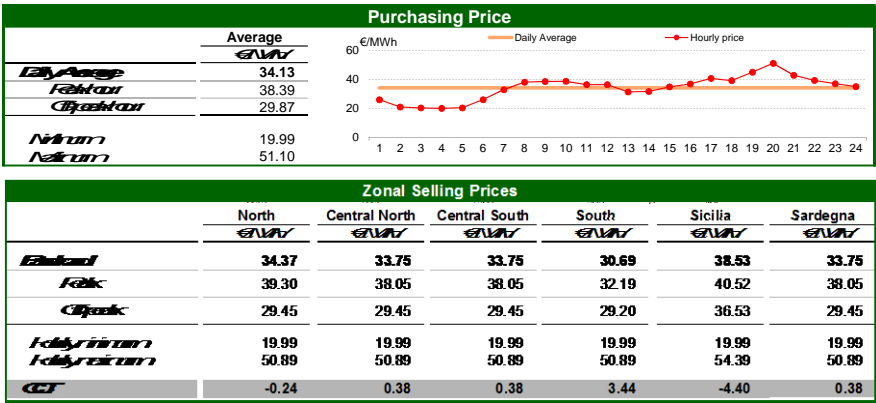 Purchasing Price
Average
34.13
38.39
29.87
19.99
51.10
€/MWh
Daily Average
Hourly price
60
40
20
0
1 2 3 4 5 6 7 8 9 10 11 12 13 14 15 16 17 18 19 20 21 22 23 24
Zonal Selling Prices
North Central North Central South South Sicilia Sardegna
34.37 33.75 33.75 30.69 38.53 33.75
39.30 38.05 38.05 32.19 40.52 38.05
29.45 29.45 29.45 29.20 36.53 29.45
19.99 19.99 19.99 19.99 19.99 19.99
50.89 50.89 50.89 50.89 54.39 50.89
-0.24 0.38 0.38 3.44 -4.40 0.38